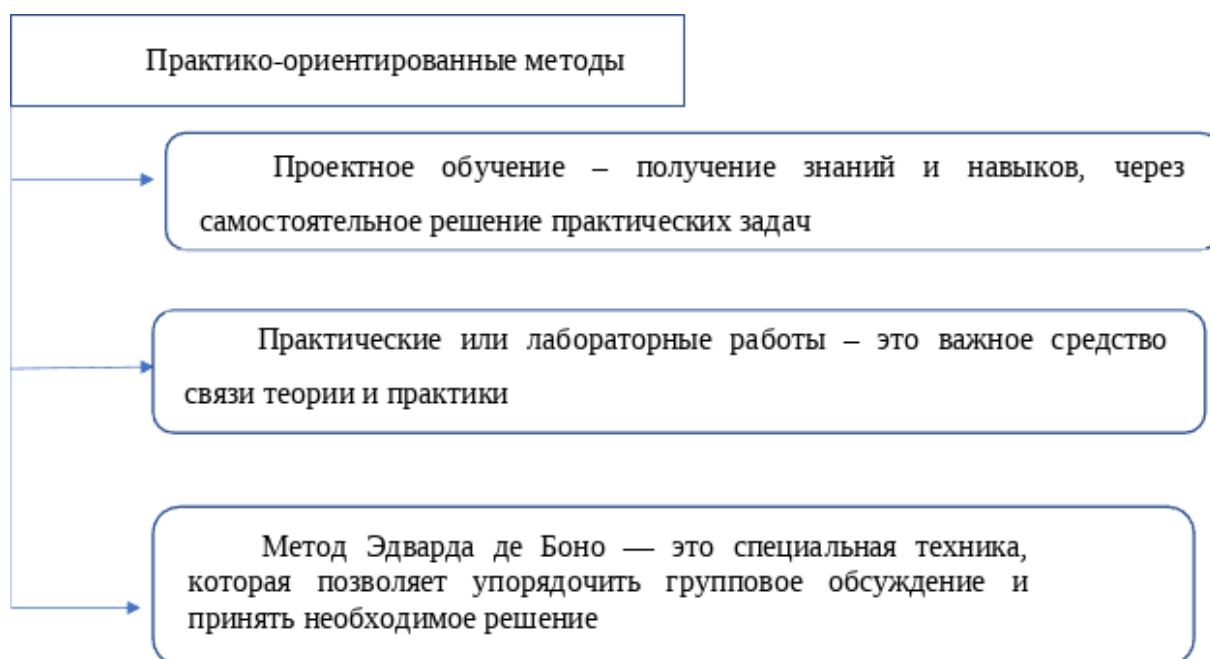 Практико-ориентированные методы
Проектное обучение – получение знаний и навыков, через
самостоятельное решение практических задач
Практические или лабораторные работы – это важное средство
связи теории и практики
Метод Эдварда де Боно — это специальная техника,
которая позволяет упорядочить групповое обсуждение и
принять необходимое решение